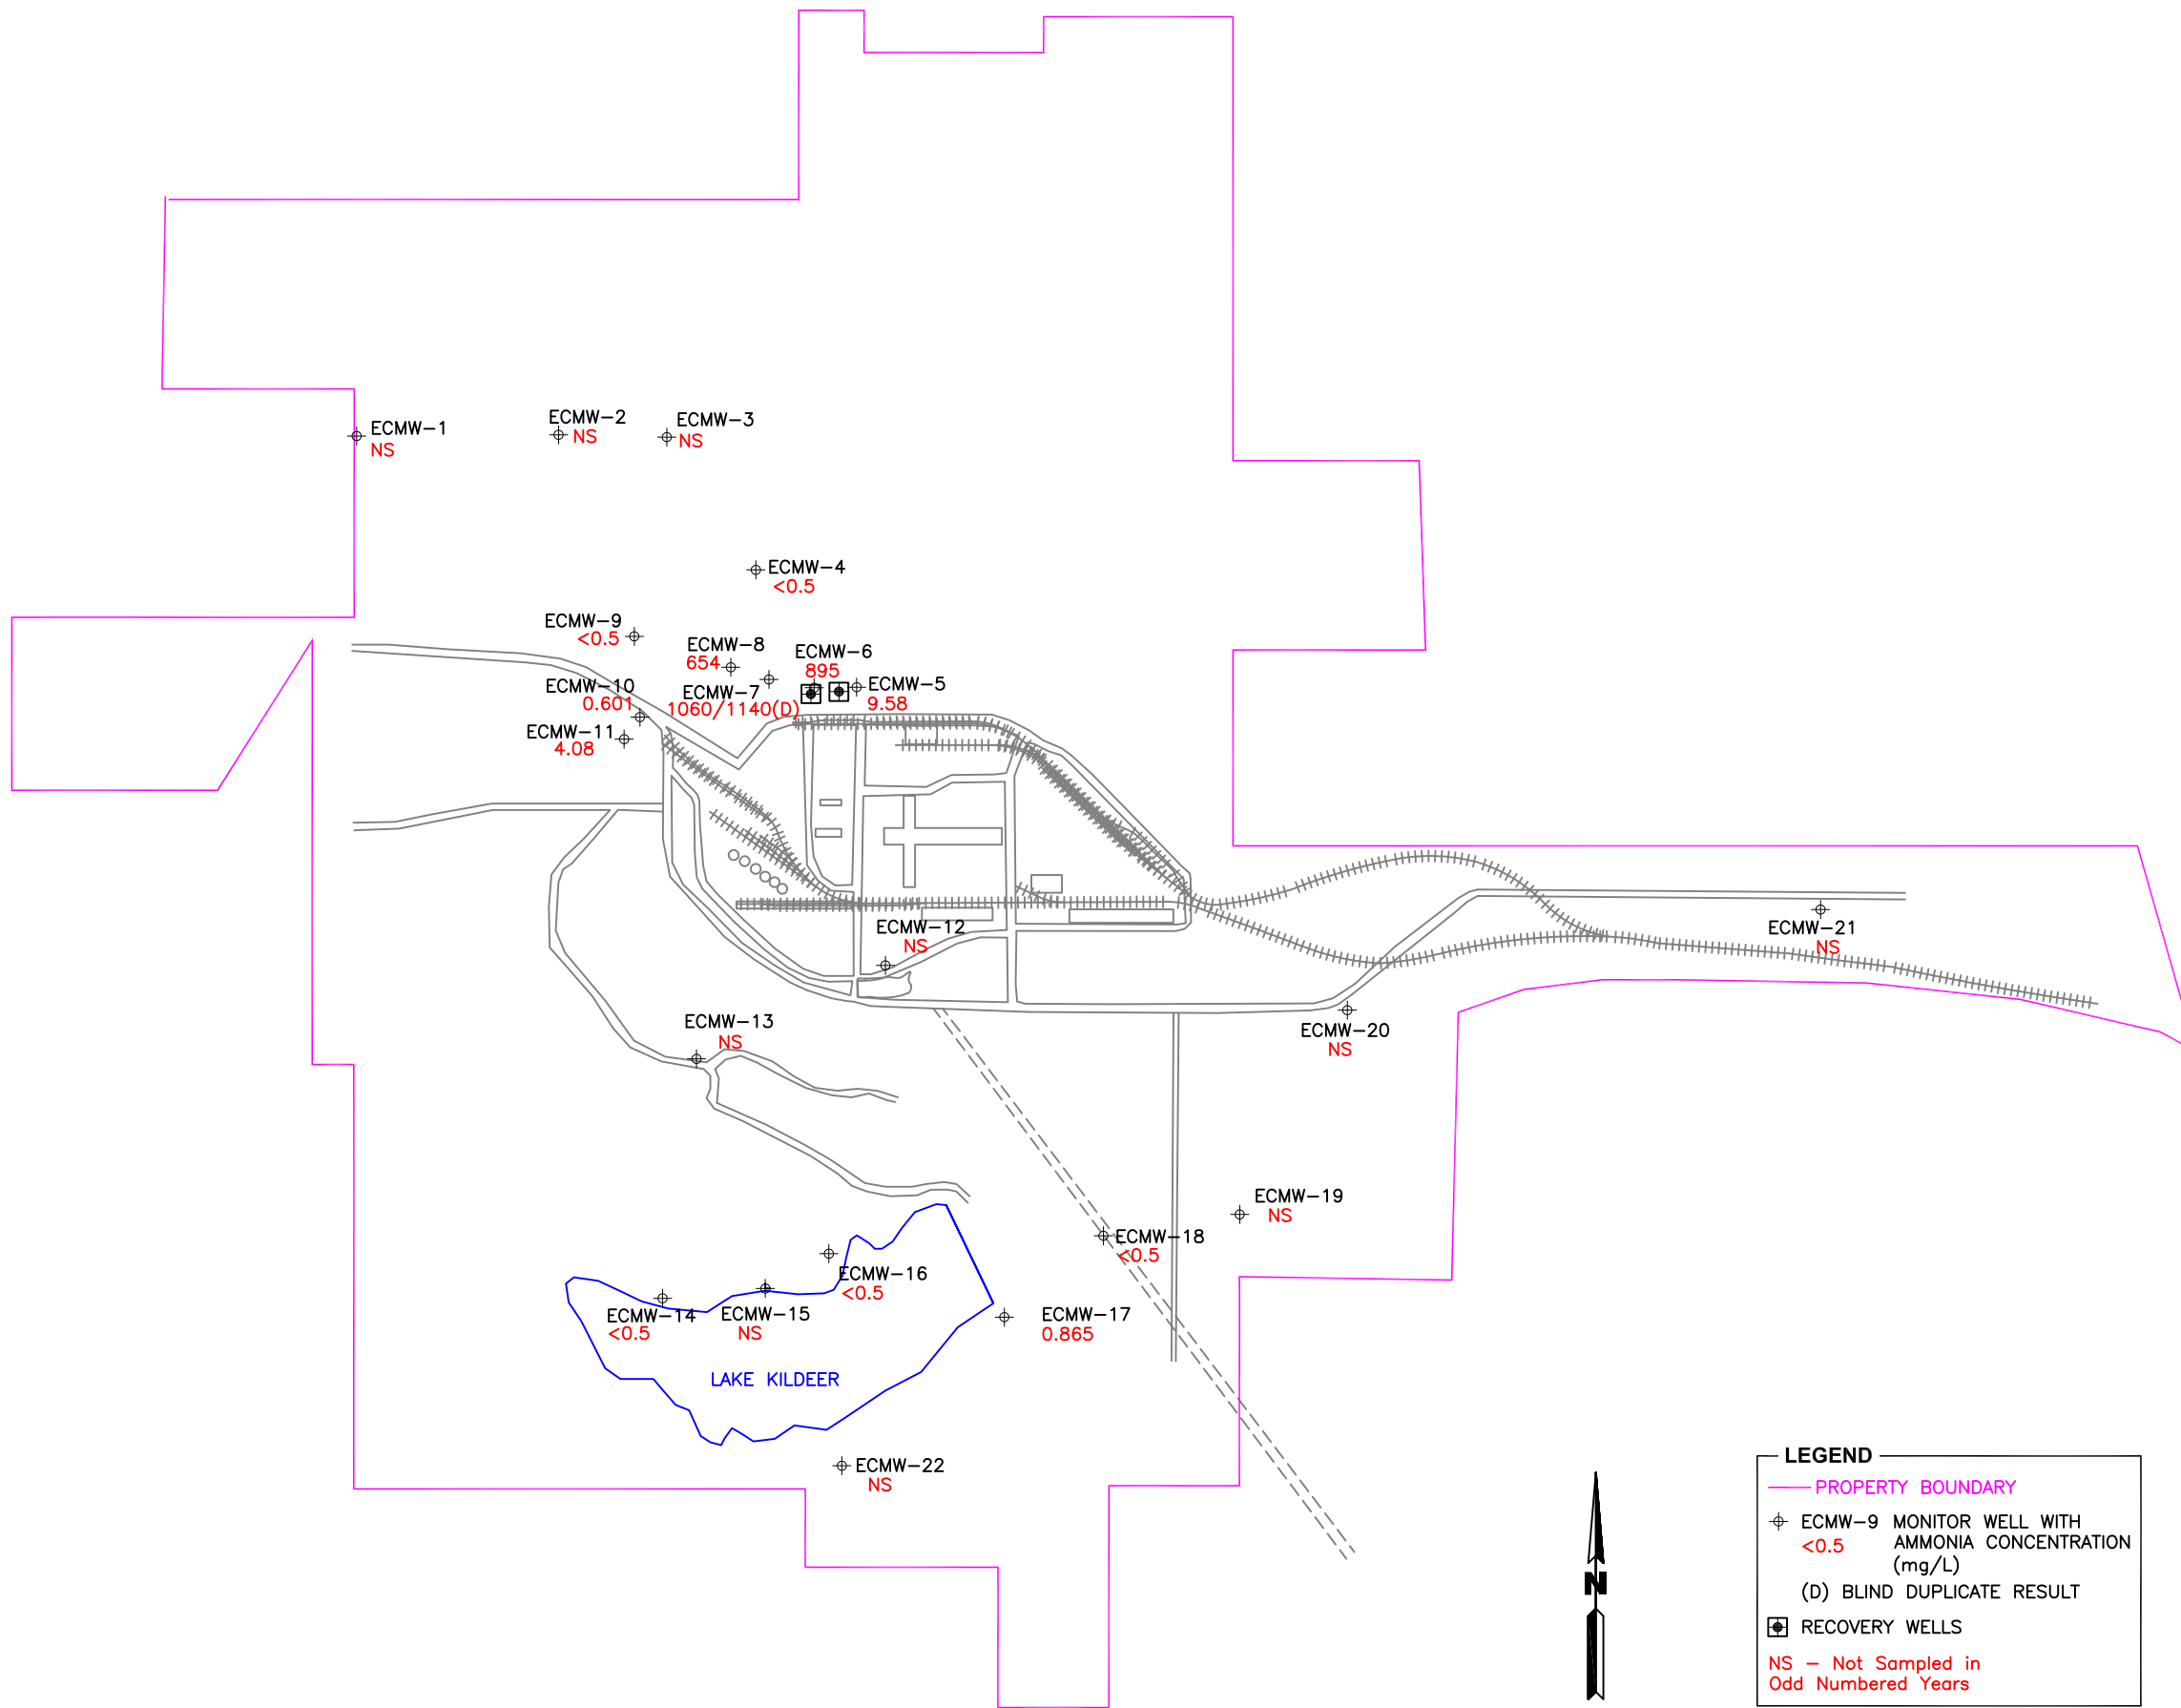 ECMW-1
NS
ECMW-2
NS
ECMW-3
NS
ECMW-4
<0.5
ECMW-9
<0.5
ECMW-8
654
ECMW-6
895
ECMW-10
0.601
ECMW-7
1060/1140(D)
ECMW-5
9.58
ECMW-11
4.08
ECMW-12
NS
ECMW-21
NS
ECMW-13
NS
ECMW-20
NS
ECMW-19
NS
ECMW-18
<0.5
ECMW-16
<0.5
ECMW-14
<0.5
ECMW-15
NS
ECMW-17
0.865
LAKE KILDEER
ECMW-22
NS
N
LEGEND
PROPERTY BOUNDARY
ECMW-9 MONITOR WELL WITH
<0.5 AMMONIA CONCENTRATION
(mg/L)
(D) BLIND DUPLICATE RESULT
RECOVERY WELLS
NS - Not Sampled in
Odd Numbered Years